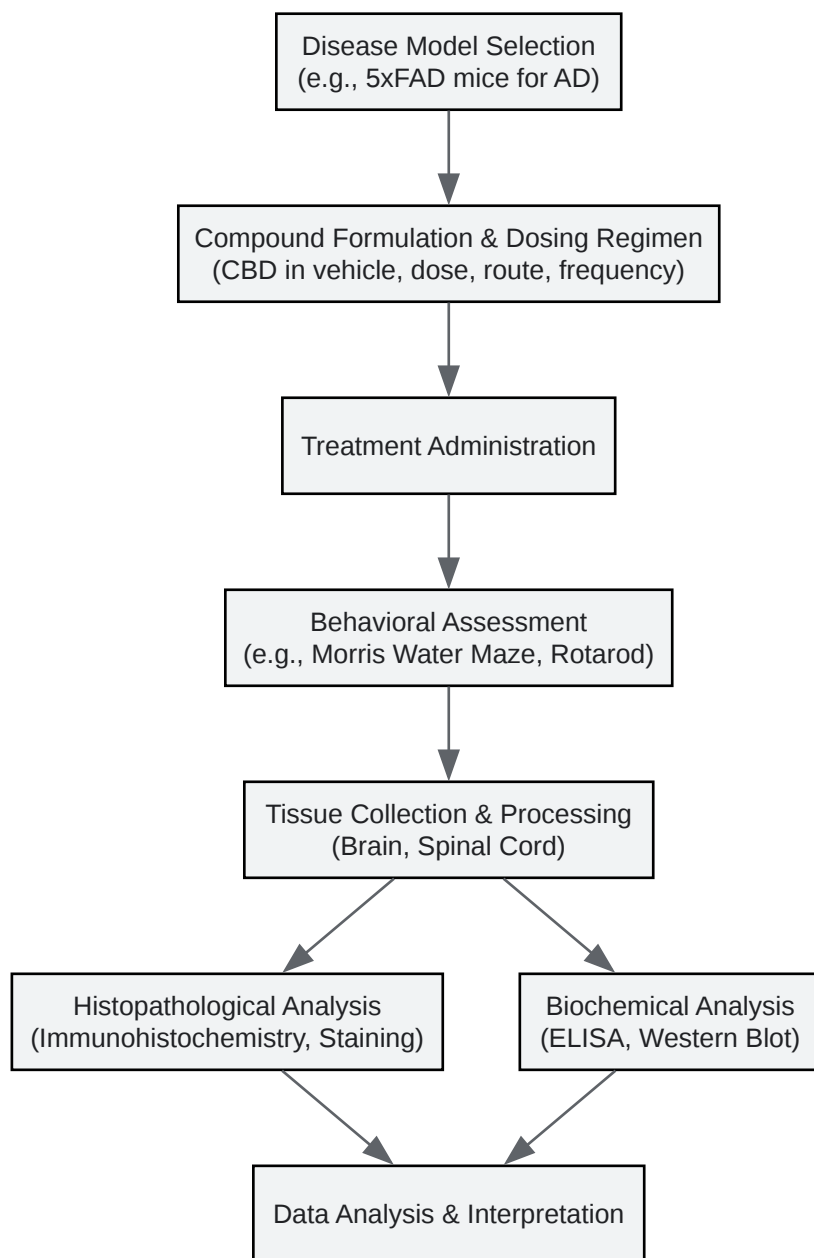 Disease Model Selection
(e.g., 5xFAD mice for AD)
Compound Formulation & Dosing Regimen
(CBD in vehicle, dose, route, frequency)
Treatment Administration
Behavioral Assessment
(e.g., Morris Water Maze, Rotarod)
Tissue Collection & Processing
(Brain, Spinal Cord)
Histopathological Analysis
(Immunohistochemistry, Staining)
Biochemical Analysis
(ELISA, Western Blot)
Data Analysis & Interpretation